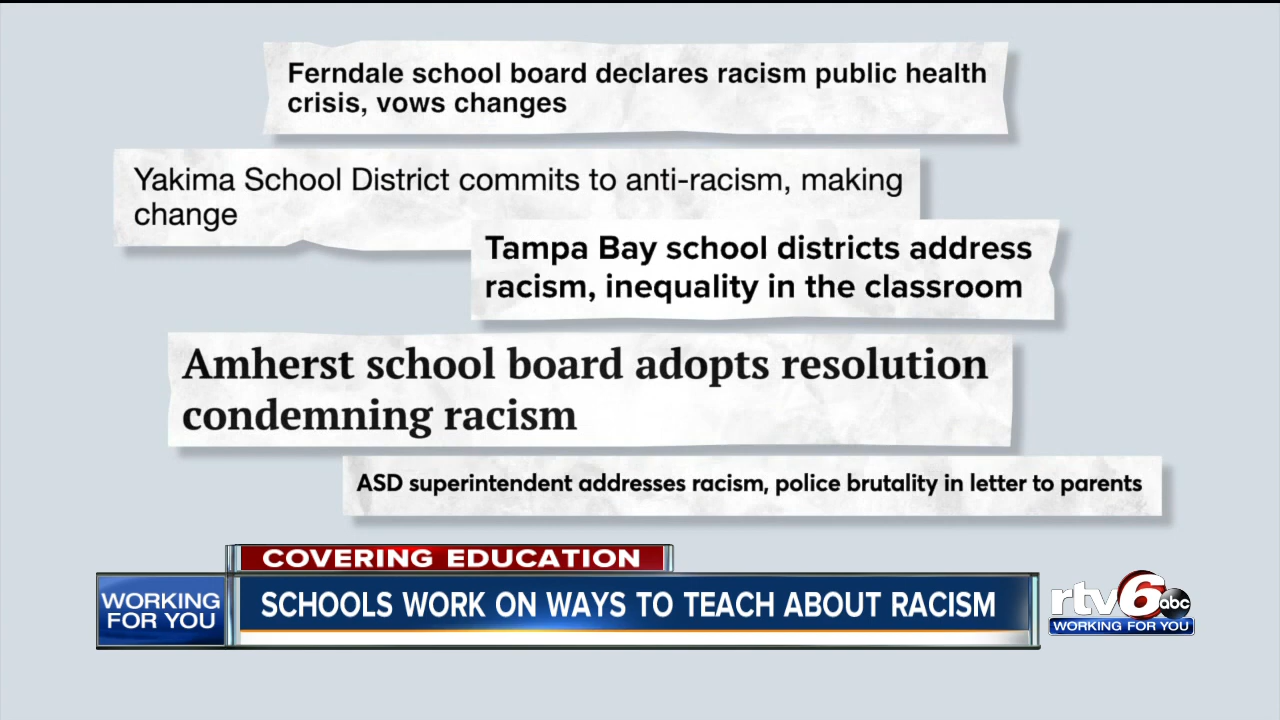 Ferndale school board declares racism public health
crisis, vows changes
Yakima School District commits to anti-racism, making
change
Tampa Bay school districts address
racism, inequality in the classroom
Amherst school board adopts resolution
condemning racism
ASD superintendent addresses racism, police brutality in letter to parents
COVERING EDUCATION
WORKING
FOR YOU
SCHOOLS WORK ON WAYS TO TEACH ABOUT RACISM
rtv6 abc
WORKING FOR YOU